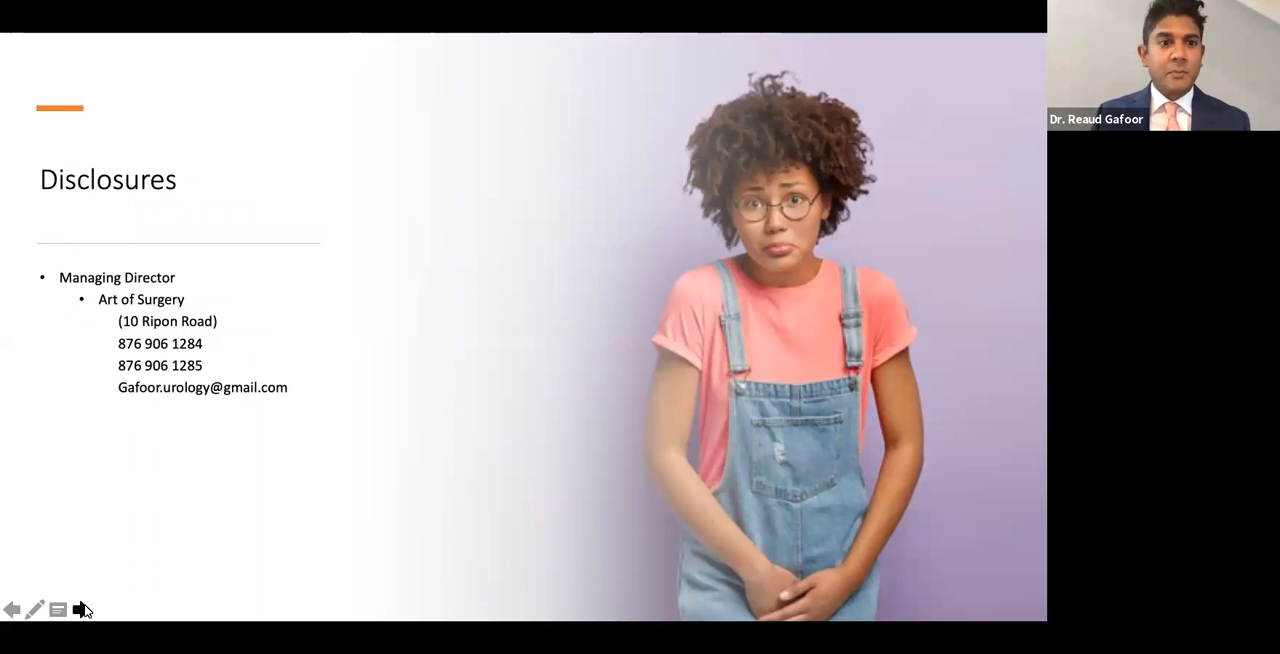 Disclosures
• Managing Director
• Art of Surgery
(10 Ripon Road)
876 906 1284
876 906 1285
Gafoor.urology@gmail.com
Dr. Reaud Gafoor